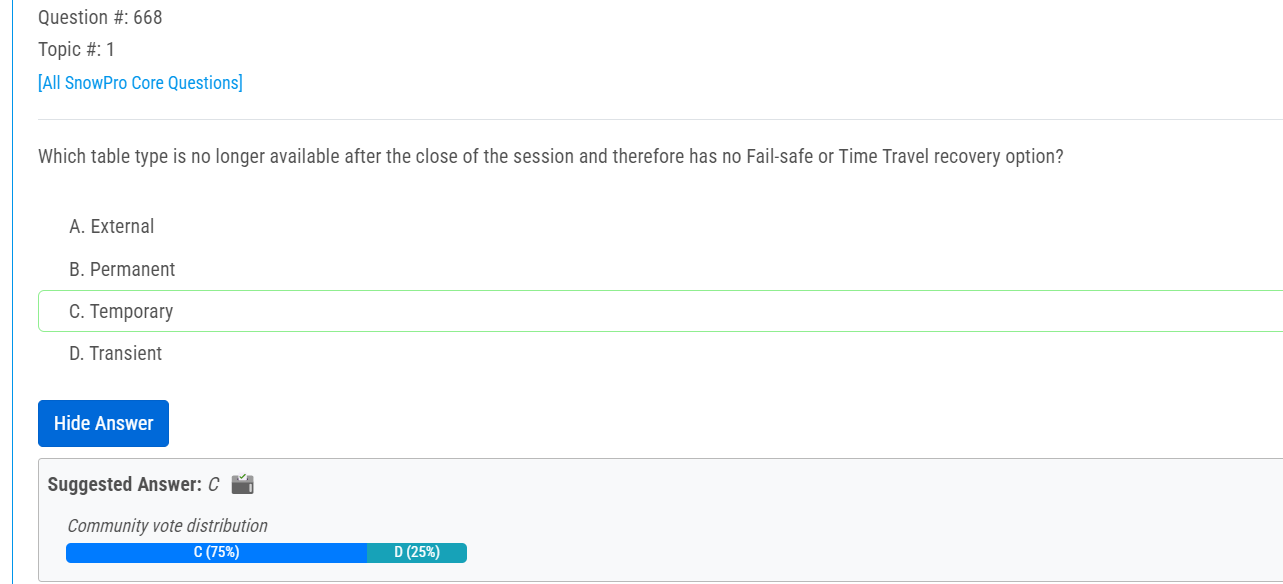 Question #: 668
Topic #: 1
[All SnowPro Core Questions]
Which table type is no longer available after the close of the session and therefore has no Fail-safe or Time Travel recovery option?
A. External
B. Permanent
C. Temporary
D. Transient
Hide Answer
Suggested Answer: C
Community vote distribution
C (75%) D (25%)